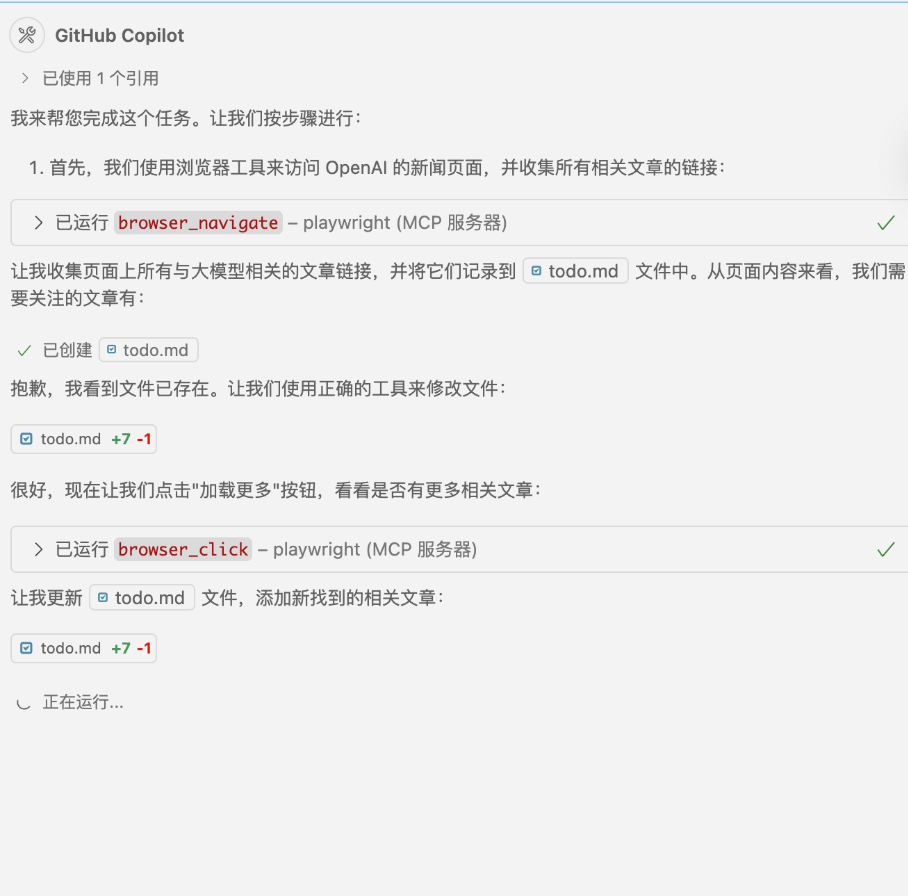 GitHub Copilot
已使用 1 个引用
我来帮您完成这个任务。让我们按步骤进行：
1. 首先，我们使用浏览器工具来访问 OpenAI 的新闻页面，并收集所有相关文章的链接：
已运行 browser_navigate – playwright (MCP 服务器)
让我收集页面上所有与大模型相关的文章链接，并将它们记录到 todo.md 文件中。从页面内容来看，我们需
要关注的文章有：
已创建 todo.md
抱歉，我看到文件已存在。让我们使用正确的工具来修改文件：
todo.md +7 -1
很好，现在让我们点击"加载更多"按钮，看看是否有更多相关文章：
已运行 browser_click – playwright (MCP 服务器)
让我更新 todo.md 文件，添加新找到的相关文章：
todo.md +7 -1
正在运行...